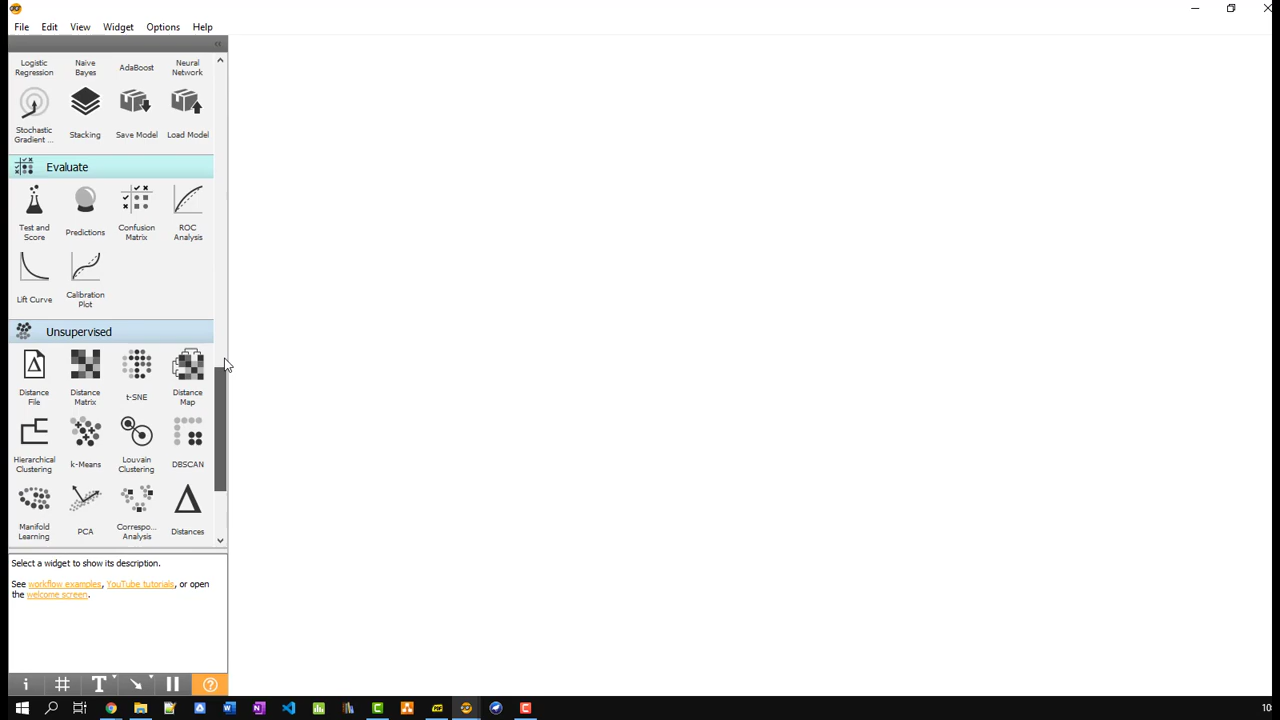 File Edit View Widget Options Help
Logistic Regression
Naive Bayes
AdaBoost
Neural Network
Stochastic Gradient ...
Stacking
Save Model
Load Model
Evaluate
Test and Score
Predictions
Confusion Matrix
ROC Analysis
Lift Curve
Calibration Plot
Unsupervised
Distance File
Distance Matrix
t-SNE
Distance Map
Hierarchical Clustering
k-Means
Louvain Clustering
DBSCAN
Manifold Learning
PCA
Correspo... Analysis
Distances
Select a widget to show its description.
See workflow examples, YouTube tutorials, or open
the welcome screen.
10